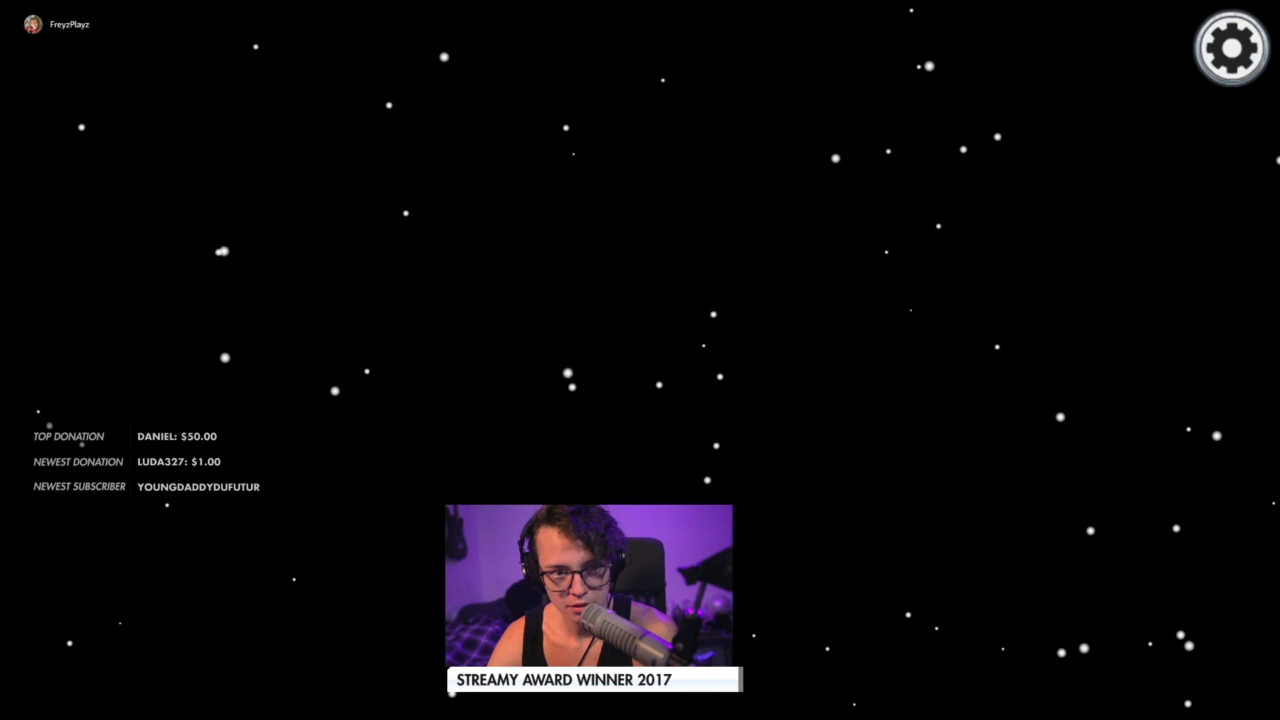 FreyzPlayz
TOP DONATION DANIEL: $50.00
NEWEST DONATION LUDA327: $1.00
NEWEST SUBSCRIBER YOUNGDADDYDUFUTUR
STREAMY AWARD WINNER 2017